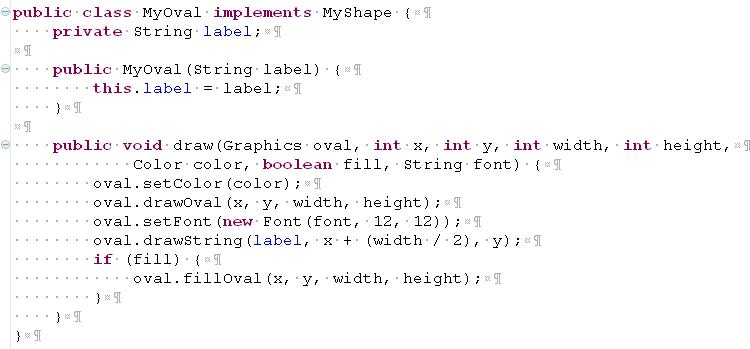 public class MyOval implements MyShape {¤¶
····private String label;¤¶
¤¶
····public MyOval(String label) {¤¶
········this.label = label;¤¶
····}¤¶
¤¶
····public void draw(Graphics oval, int x, int y, int width, int height,¤¶
············Color color, boolean fill, String font) {¤¶
········oval.setColor(color);¤¶
········oval.drawOval(x, y, width, height);¤¶
········oval.setFont(new Font(font, 12, 12));¤¶
········oval.drawString(label, x + (width / 2), y);¤¶
········if (fill) {¤¶
············oval.fillOval(x, y, width, height);¤¶
········}¤¶
····}¤¶
}¤¶